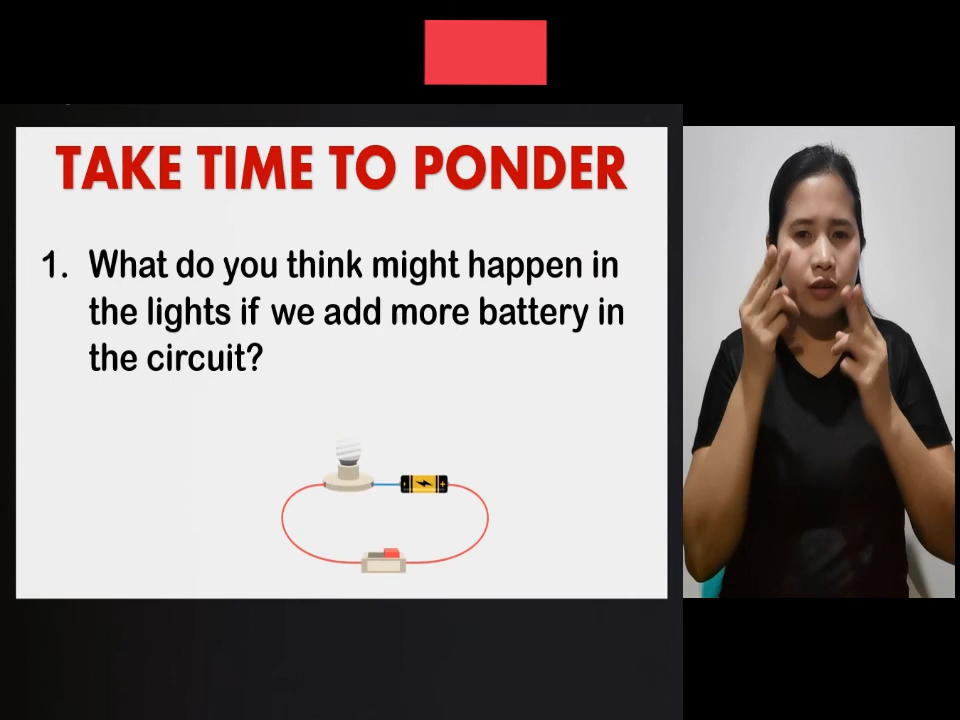 TAKE TIME TO PONDER
1. What do you think might happen in
the lights if we add more battery in
the circuit?